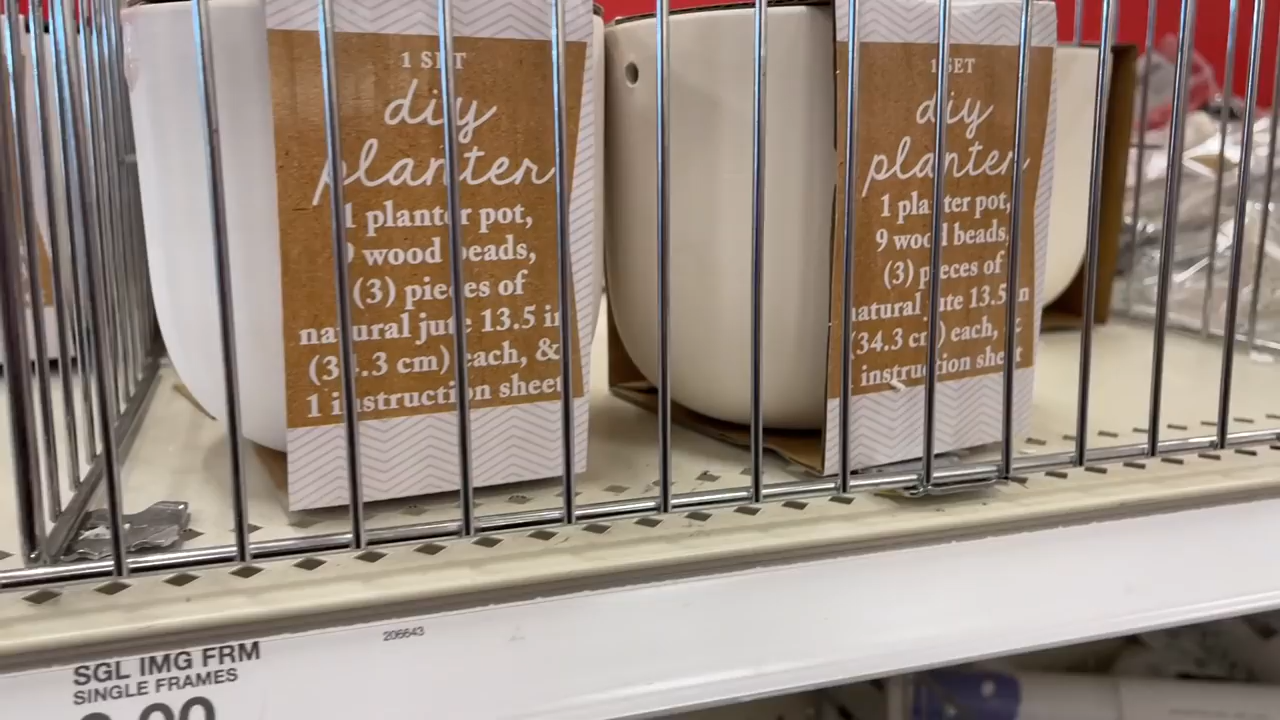 1 SET
diy
planter
1 planter pot,
9 wood beads,
(3) pieces of
natural jute 13.5 in
(34.3 cm) each, &
1 instruction sheet
1 SET
diy
planter
1 planter pot,
9 wood beads,
(3) pieces of
natural jute 13.5 in
(34.3 cm) each, &
1 instruction sheet
206643
SGL IMG FRM
SINGLE FRAMES